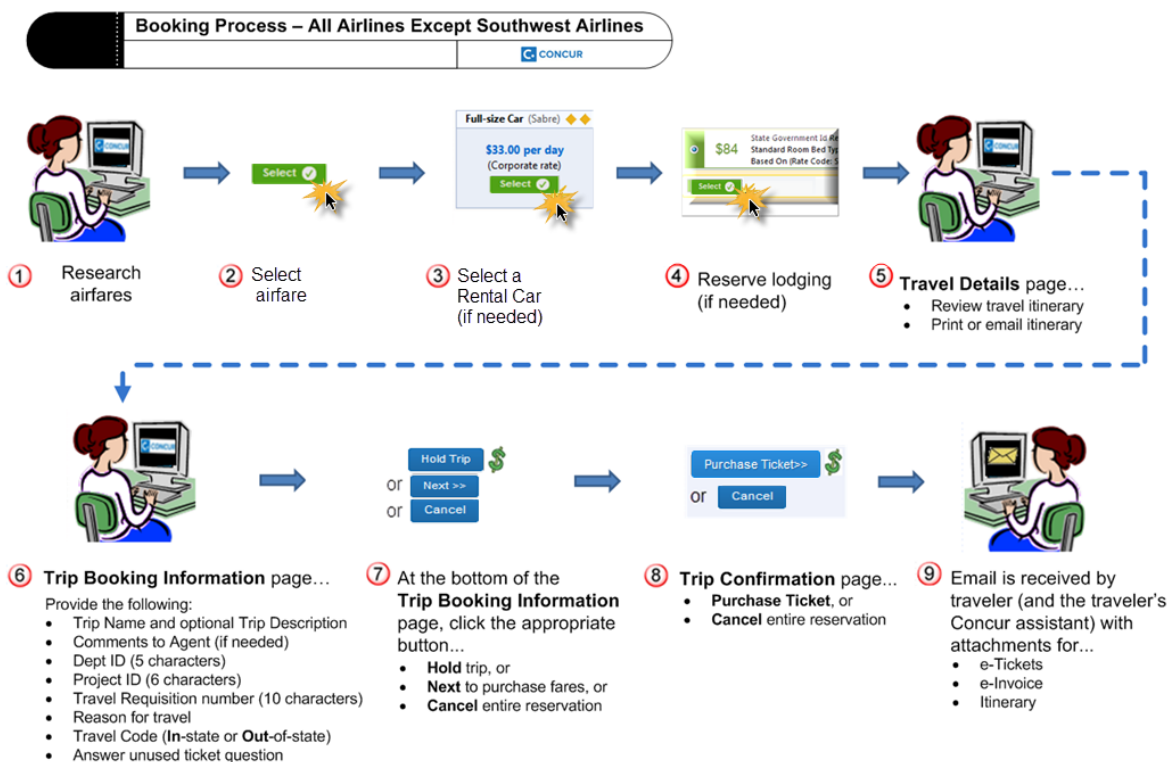 Booking Process – All Airlines Except Southwest Airlines
C. CONCUR
CONCUR
Select
Full-size Car (Sabre)
$33.00 per day
(Corporate rate)
Select
$84
State Government Id
Standard Room Bed
Based On (Rate Code:
Select
CONCUR
1 Research
airfares
2 Select
airfare
3 Select a
Rental Car
(if needed)
4 Reserve lodging
(if needed)
5 Travel Details page…
• Review travel itinerary
• Print or email itinerary
CONCUR
Hold Trip $
or Next >>
or Cancel
Purchase Ticket>> $
or Cancel
6 Trip Booking Information page…
Provide the following:
• Trip Name and optional Trip Description
• Comments to Agent (if needed)
• Dept ID (5 characters)
• Project ID (6 characters)
• Travel Requisition number (10 characters)
• Reason for travel
• Travel Code (In-state or Out-of-state)
• Answer unused ticket question
7 At the bottom of the
Trip Booking Information
page, click the appropriate
button...
• Hold trip, or
• Next to purchase fares, or
• Cancel entire reservation
8 Trip Confirmation page...
• Purchase Ticket, or
• Cancel entire reservation
9 Email is received by
traveler (and the traveler's
Concur assistant) with
attachments for...
• e-Tickets
• e-Invoice
• Itinerary